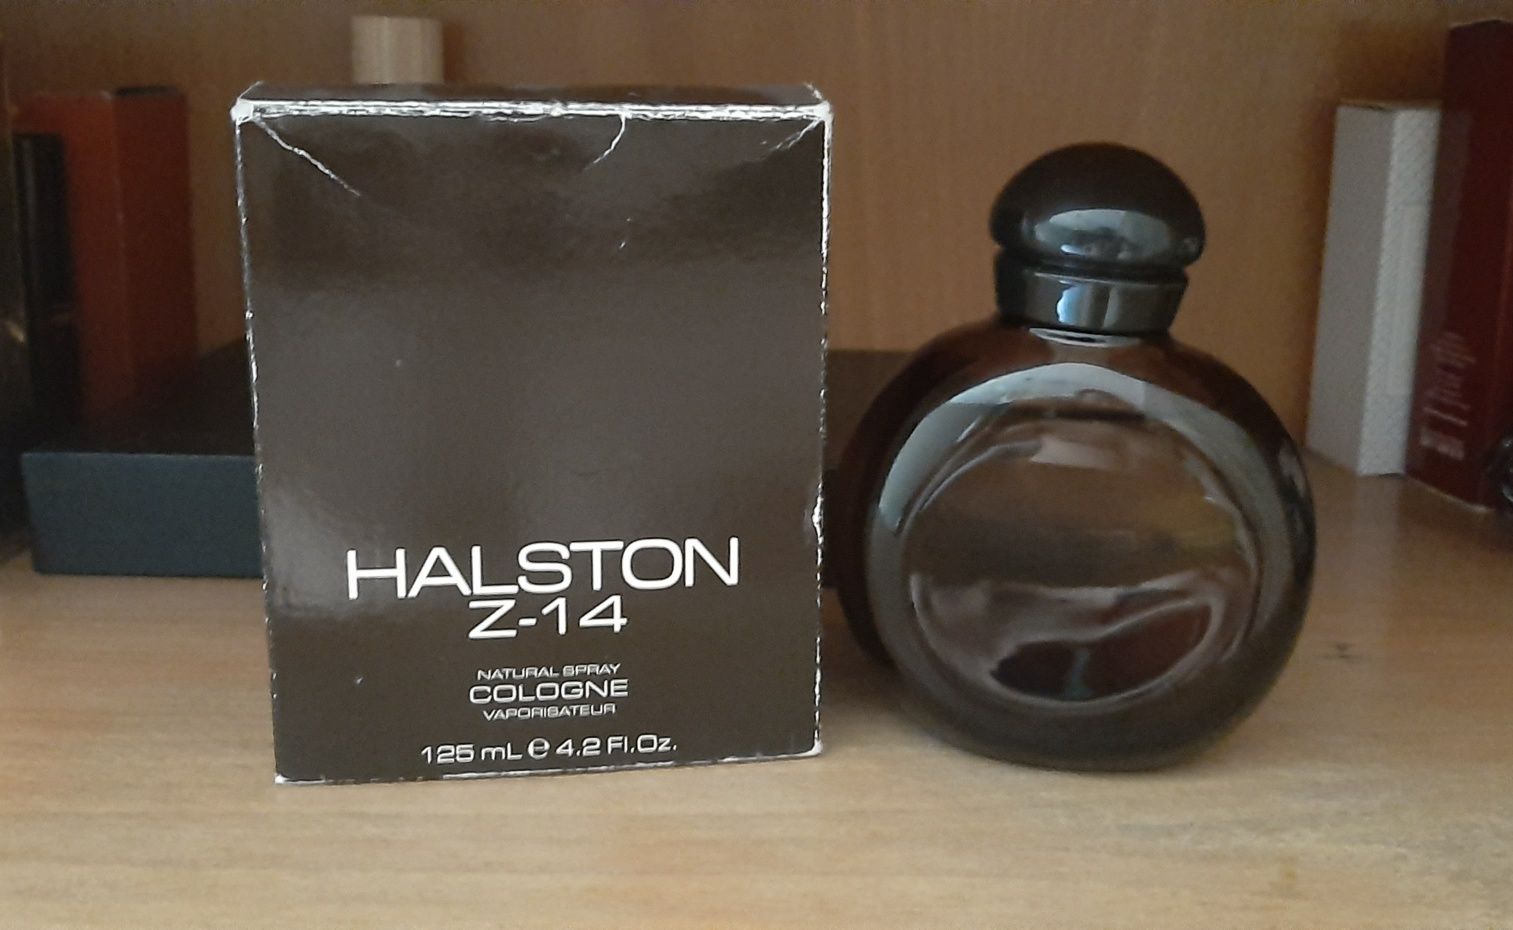 HALSTON
Z-14
NATURAL SPRAY
COLOGNE
VAPORISATEUR
125 mL e 4.2 Fl.Oz.